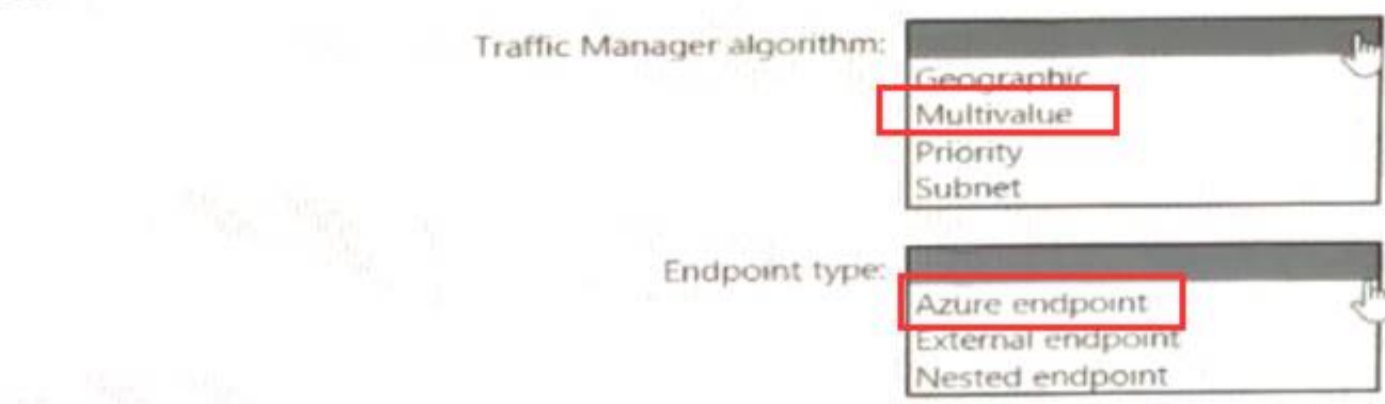 Traffic Manager algorithm:
Geographic
Multivalue
Priority
Subnet
Endpoint type:
Azure endpoint
External endpoint
Nested endpoint